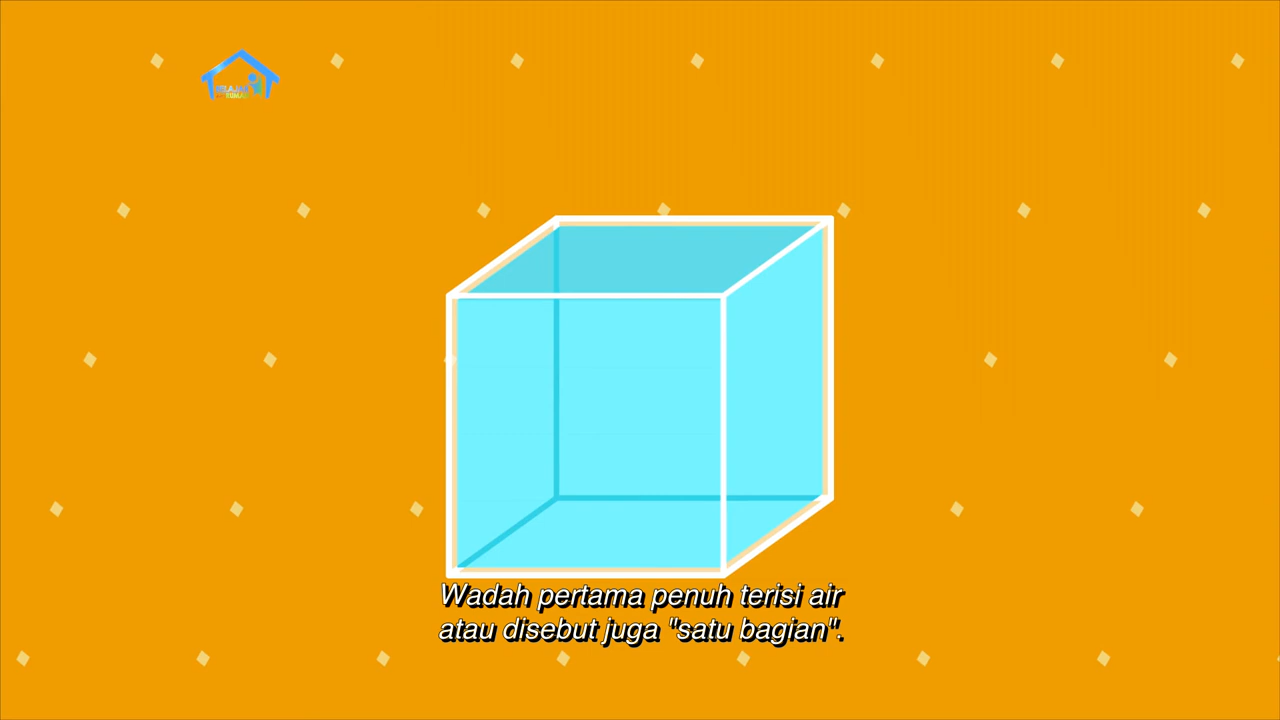 Wadah pertama penuh terisi air
atau disebut juga "satu bagian".